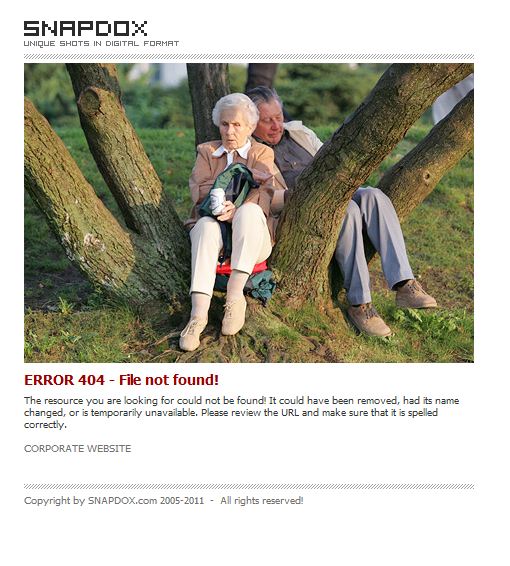 SNAPDOX
UNIQUE SHOTS IN DIGITAL FORMAT
ERROR 404 - File not found!
The resource you are looking for could not be found! It could have been removed, had its name
changed, or is temporarily unavailable. Please review the URL and make sure that it is spelled
correctly.
CORPORATE WEBSITE
Copyright by SNAPDOX.com 2005-2011 - All rights reserved!